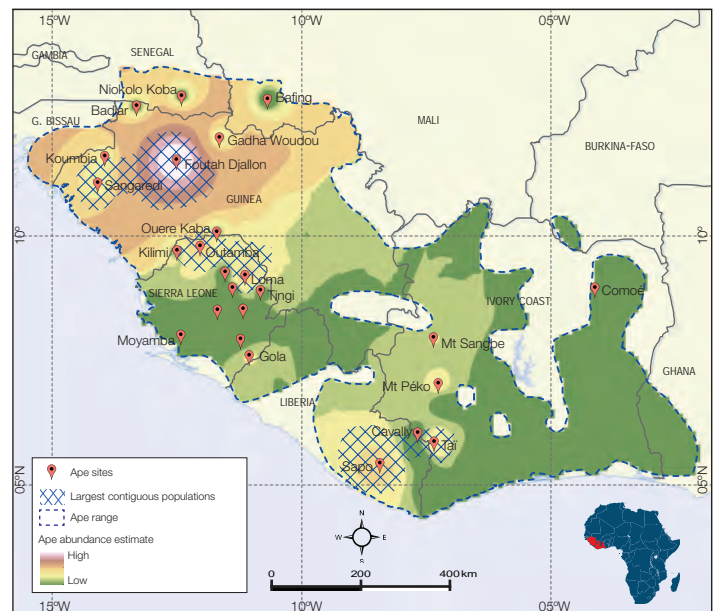 15°W
10°W
05°W
GAMBIA
SENEGAL
Niokolo Koba
Badiar
Bafing
G. BISSAU
MALI
Gadha Woudou
BURKINA-FASO
Koumbia
Foutah Djallon
Sangaredi
GUINEA
Ouere Kaba
10°
10°
Kilimi
Outamba
Loma
Tingi
SIERRA LEONE
IVORY COAST
Comoé
Moyamba
Mt Sangbe
Gola
GHANA
Mt Péko
LIBERIA
Cavally
Taï
Sapo
05°N
05°N
Ape sites
Largest contiguous populations
Ape range
Ape abundance estimate
High
Low
N
W
E
S
0 200 400 km
15°W
10°W
05°W